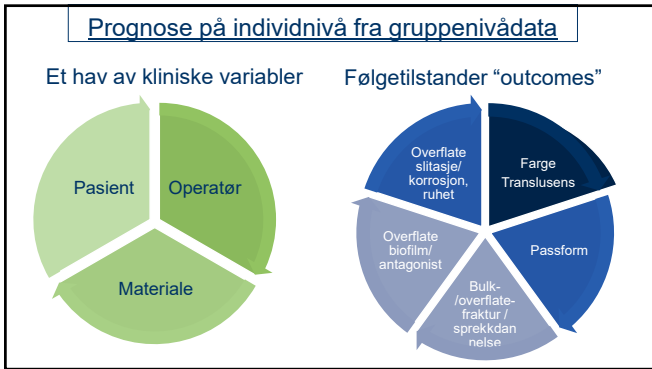 Prognose på individnivå fra gruppenivådata
Et hav av kliniske variabler
Pasient
Operatør
Materiale
Følgetilstander “outcomes”
Overflate
slitasje/
korrosjon,
ruhet
Farge
Translusens
Overflate
biofilm/
antagonist
Passform
Bulk-
/overflate-
fraktur /
sprekkdan
nelse